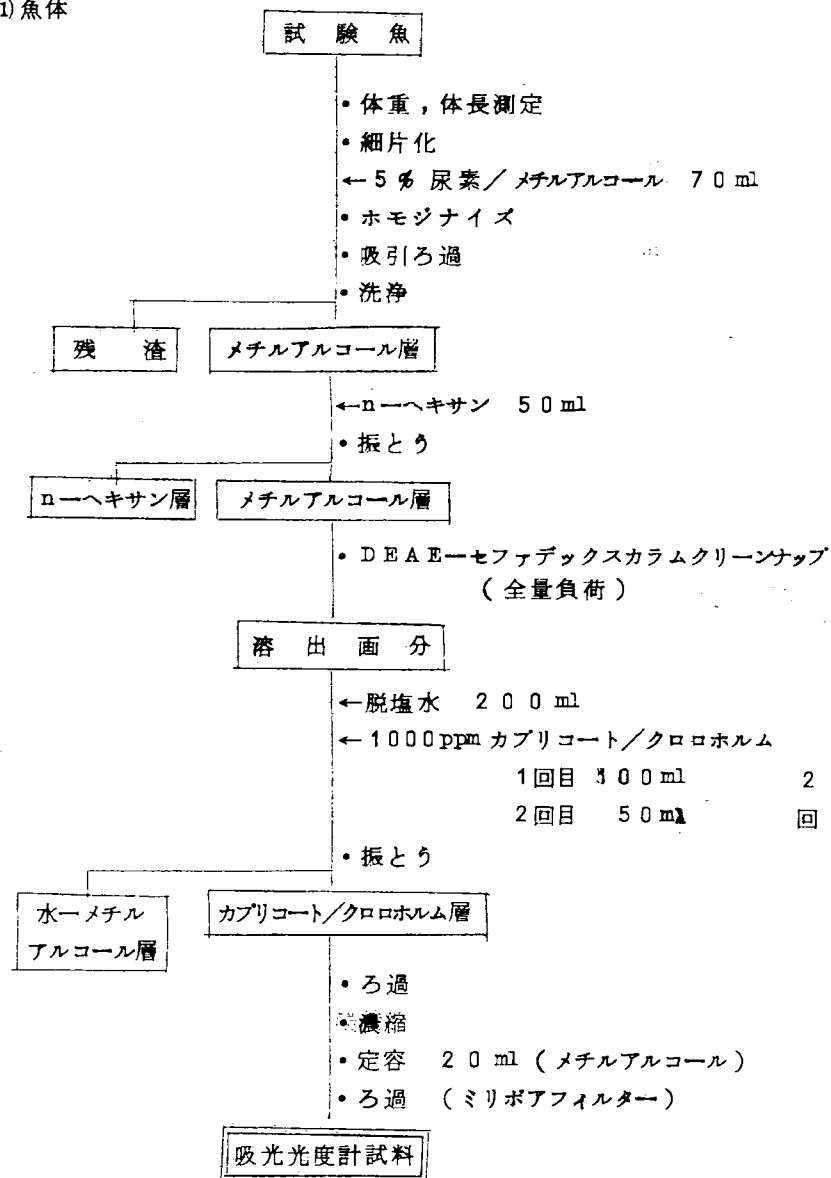 1) 魚体
試験魚
・体重，体長測定
・細片化
←5% 尿素／メチルアルコール 70ml
・ホモジナイズ
・吸引ろ過
・洗浄
残渣 メチルアルコール層
←n－ヘキサン 50ml
・振とう
n－ヘキサン層 メチルアルコール層
・DEAE－セファデックスカラムクリーンナップ
（全量負荷）
溶出画分
←脱塩水 200ml
←1000ppm カプリコート／クロロホルム
1回目 00ml 2
2回目 50ml 回
・振とう
水－メチル カプリコート／クロロホルム層
アルコール層
・ろ過
・濃縮
・定容 20ml（メチルアルコール）
・ろ過（ミリポアフィルター）
吸光光度計試料